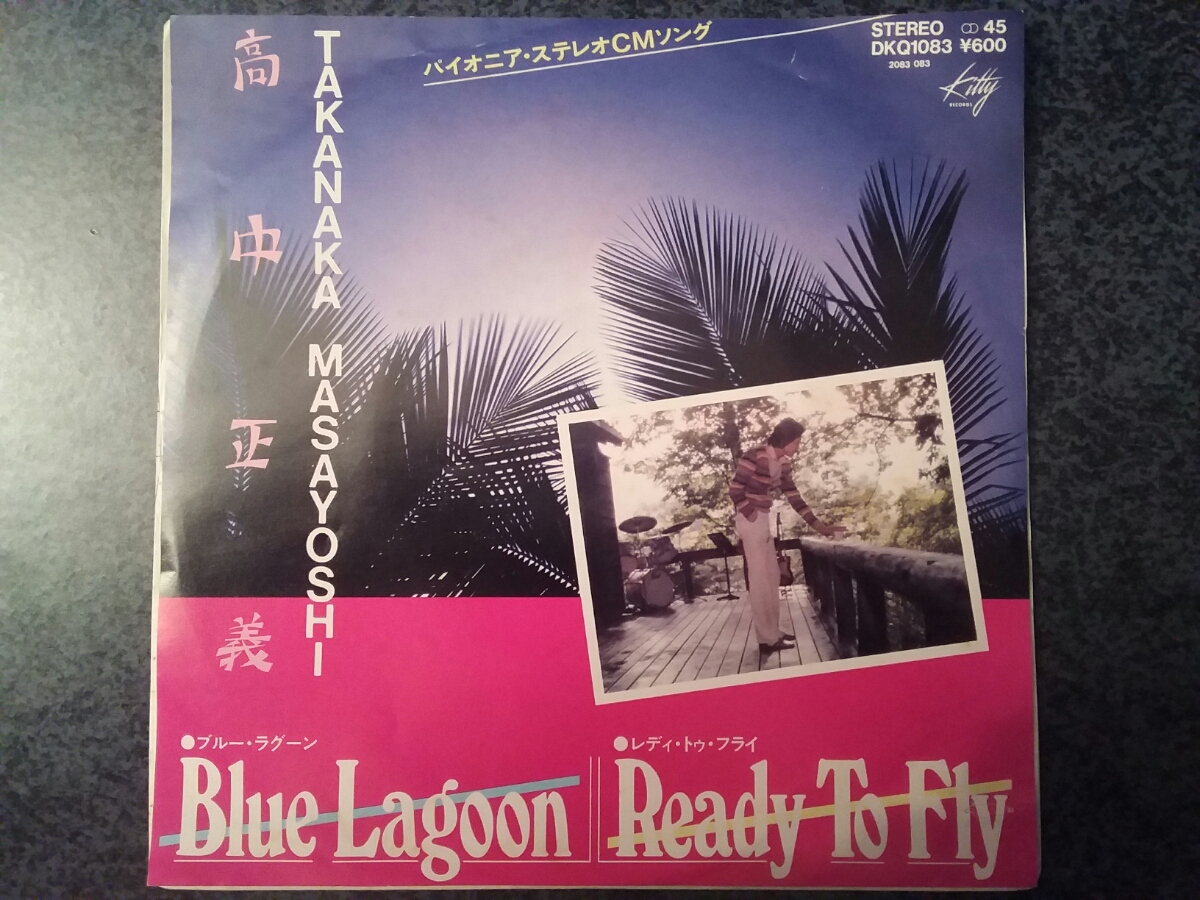 高中正義
TAKANAKA MASAYOSHI
パイオニア・ステレオCMソング
STEREO 45
DKQ1083 ¥600
2083 083
Kitty
RECORDS
●ブルー・ラグーン
Blue Lagoon
●レディ・トゥ・フライ
Ready To Fly